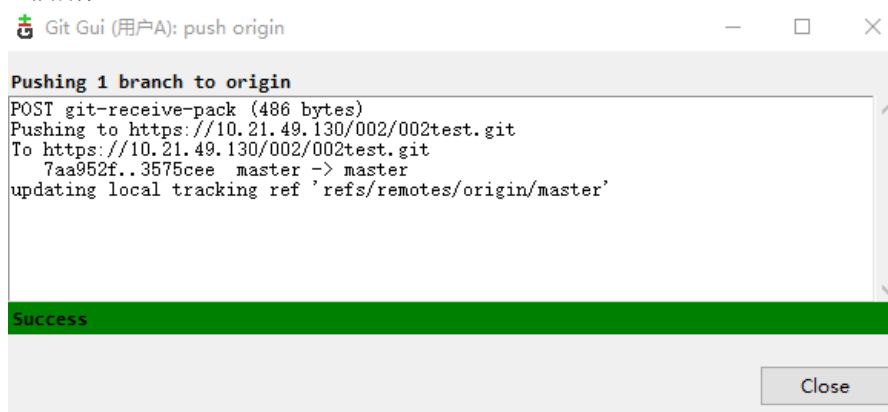 Git Gui (用户A): push origin
Pushing 1 branch to origin
POST git-receive-pack (486 bytes)
Pushing to https://10.21.49.130/002/002test.git
To https://10.21.49.130/002/002test.git
   7aa952f..3575cee  master -> master
updating local tracking ref 'refs/remotes/origin/master'
Success
Close